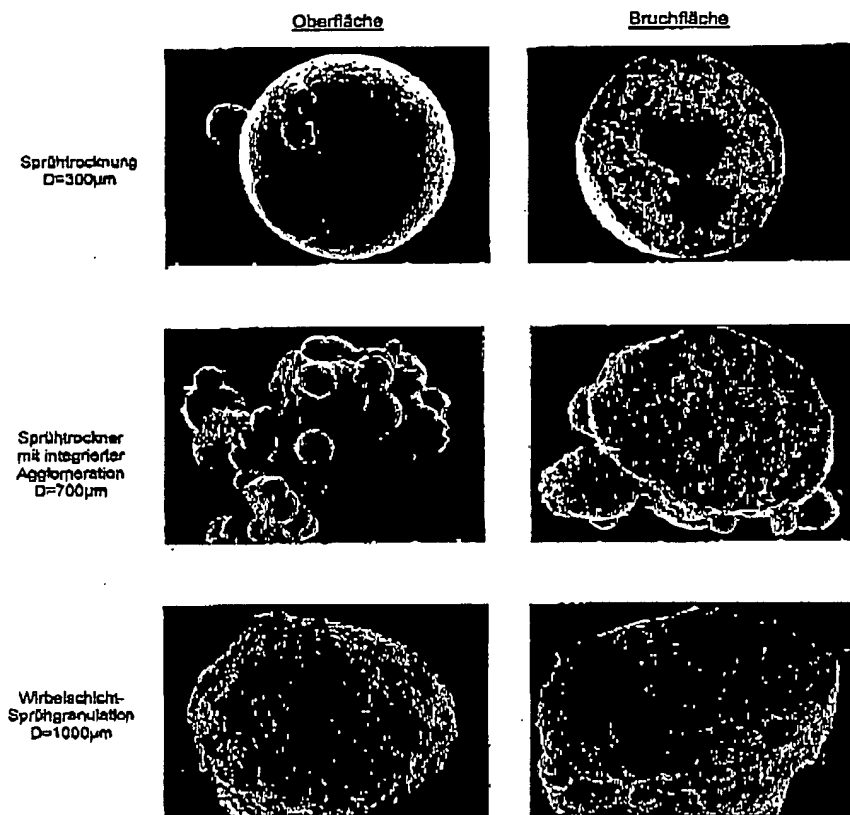 Oberfläche
Bruchfläche
Sprühtrocknung
D=300µm
Sprühtrockner
mit integrierter
Agglomeration
D=700µm
Wirbelschicht-
Sprühgranulation
D=1000µm